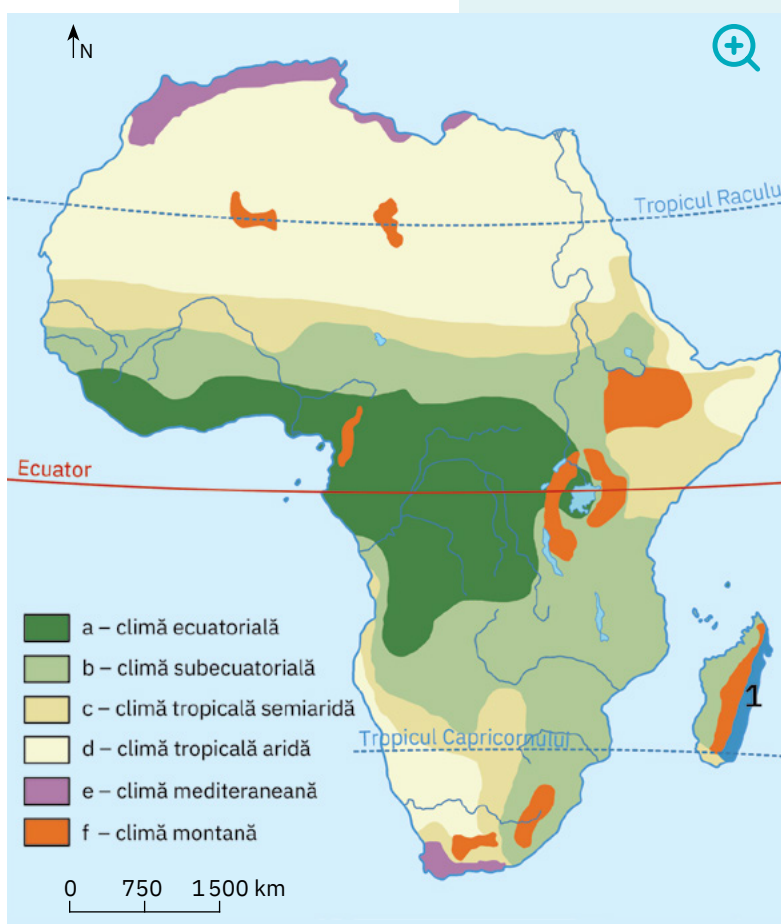 N
Tropicul Racului
Ecuator
1
Tropicul Capricornului
a – climă ecuatorială
b – climă subecuatorială
c – climă tropicală semiaridă
d – climă tropicală aridă
e – climă mediteraneană
f – climă montană
0 750 1 500 km